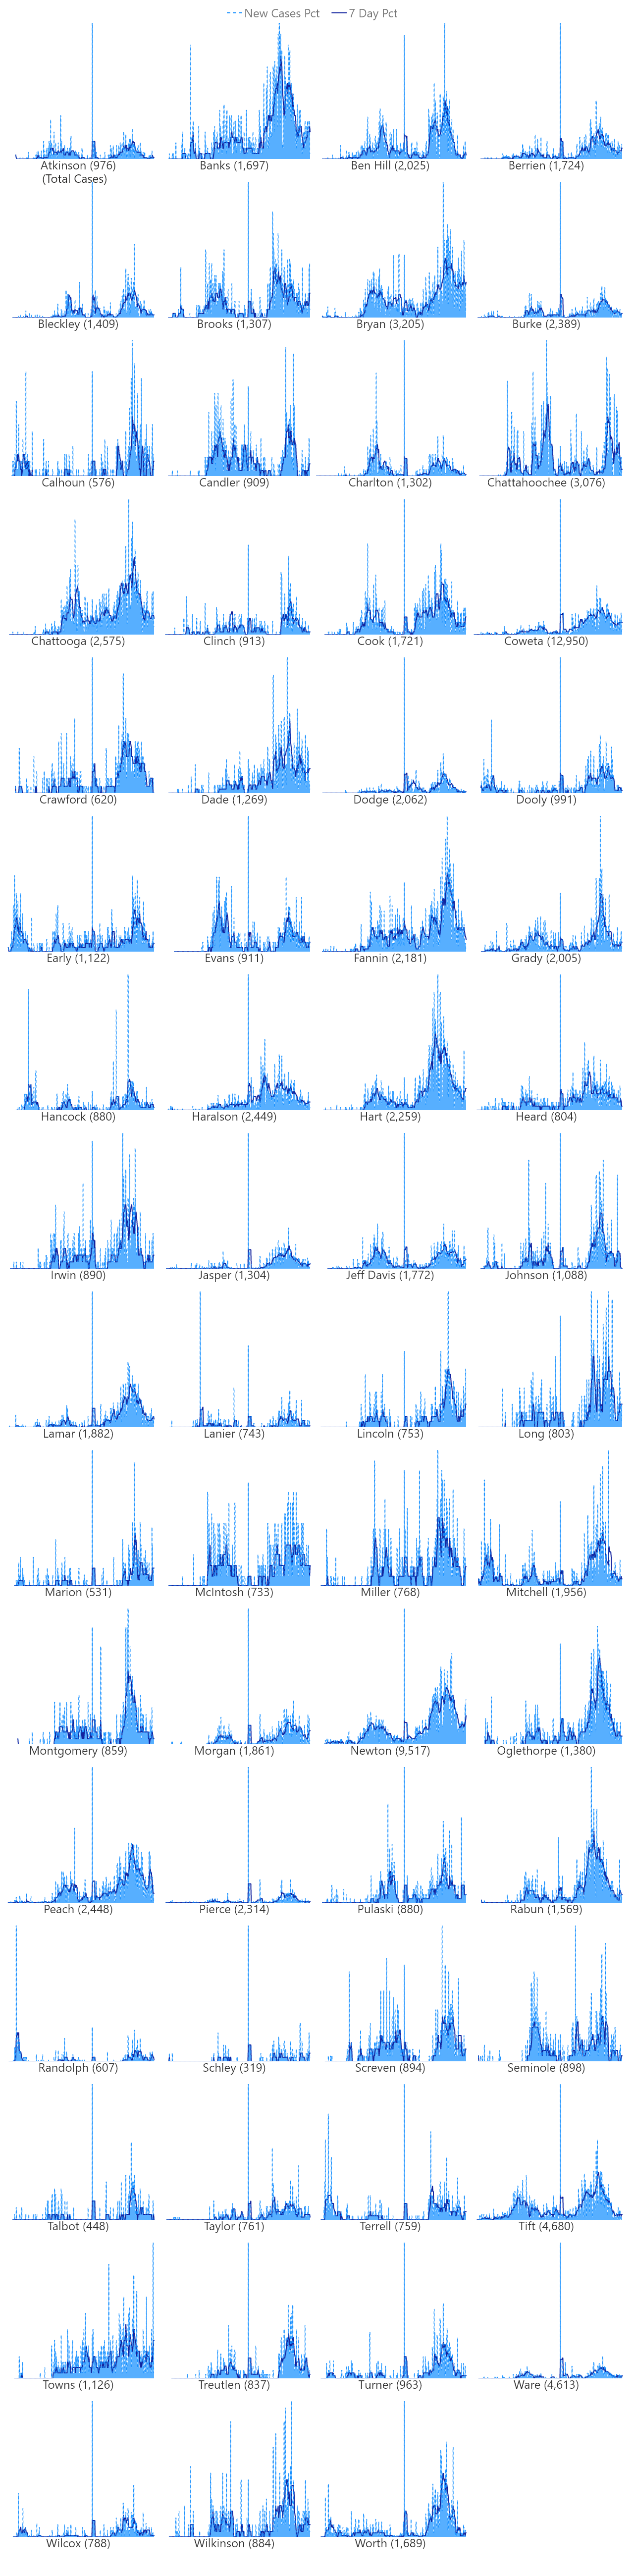 New Cases Pct 7 Day Pct
Atkinson (976) Banks (1,697) Ben Hill (2,025) Berrien (1,724)
(Total Cases)
Bleckley (1,409) Brooks (1,307) Bryan (3,205) Burke (2,389)
Calhoun (576) Candler (909) Charlton (1,302) Chattahoochee (3,076)
Chattooga (2,575) Clinch (913) Cook (1,721) Coweta (12,950)
Crawford (620) Dade (1,269) Dodge (2,062) Dooly (991)
Early (1,122) Evans (911) Fannin (2,181) Grady (2,005)
Hancock (880) Haralson (2,449) Hart (2,259) Heard (804)
Irwin (890) Jasper (1,304) Jeff Davis (1,772) Johnson (1,088)
Lamar (1,882) Lanier (743) Lincoln (753) Long (803)
Marion (531) McIntosh (733) Miller (768) Mitchell (1,956)
Montgomery (859) Morgan (1,861) Newton (9,517) Oglethorpe (1,380)
Peach (2,448) Pierce (2,314) Pulaski (880) Rabun (1,569)
Randolph (607) Schley (319) Screven (894) Seminole (898)
Talbot (448) Taylor (761) Terrell (759) Tift (4,680)
Towns (1,126) Treutlen (837) Turner (963) Ware (4,613)
Wilcox (788) Wilkinson (884) Worth (1,689)